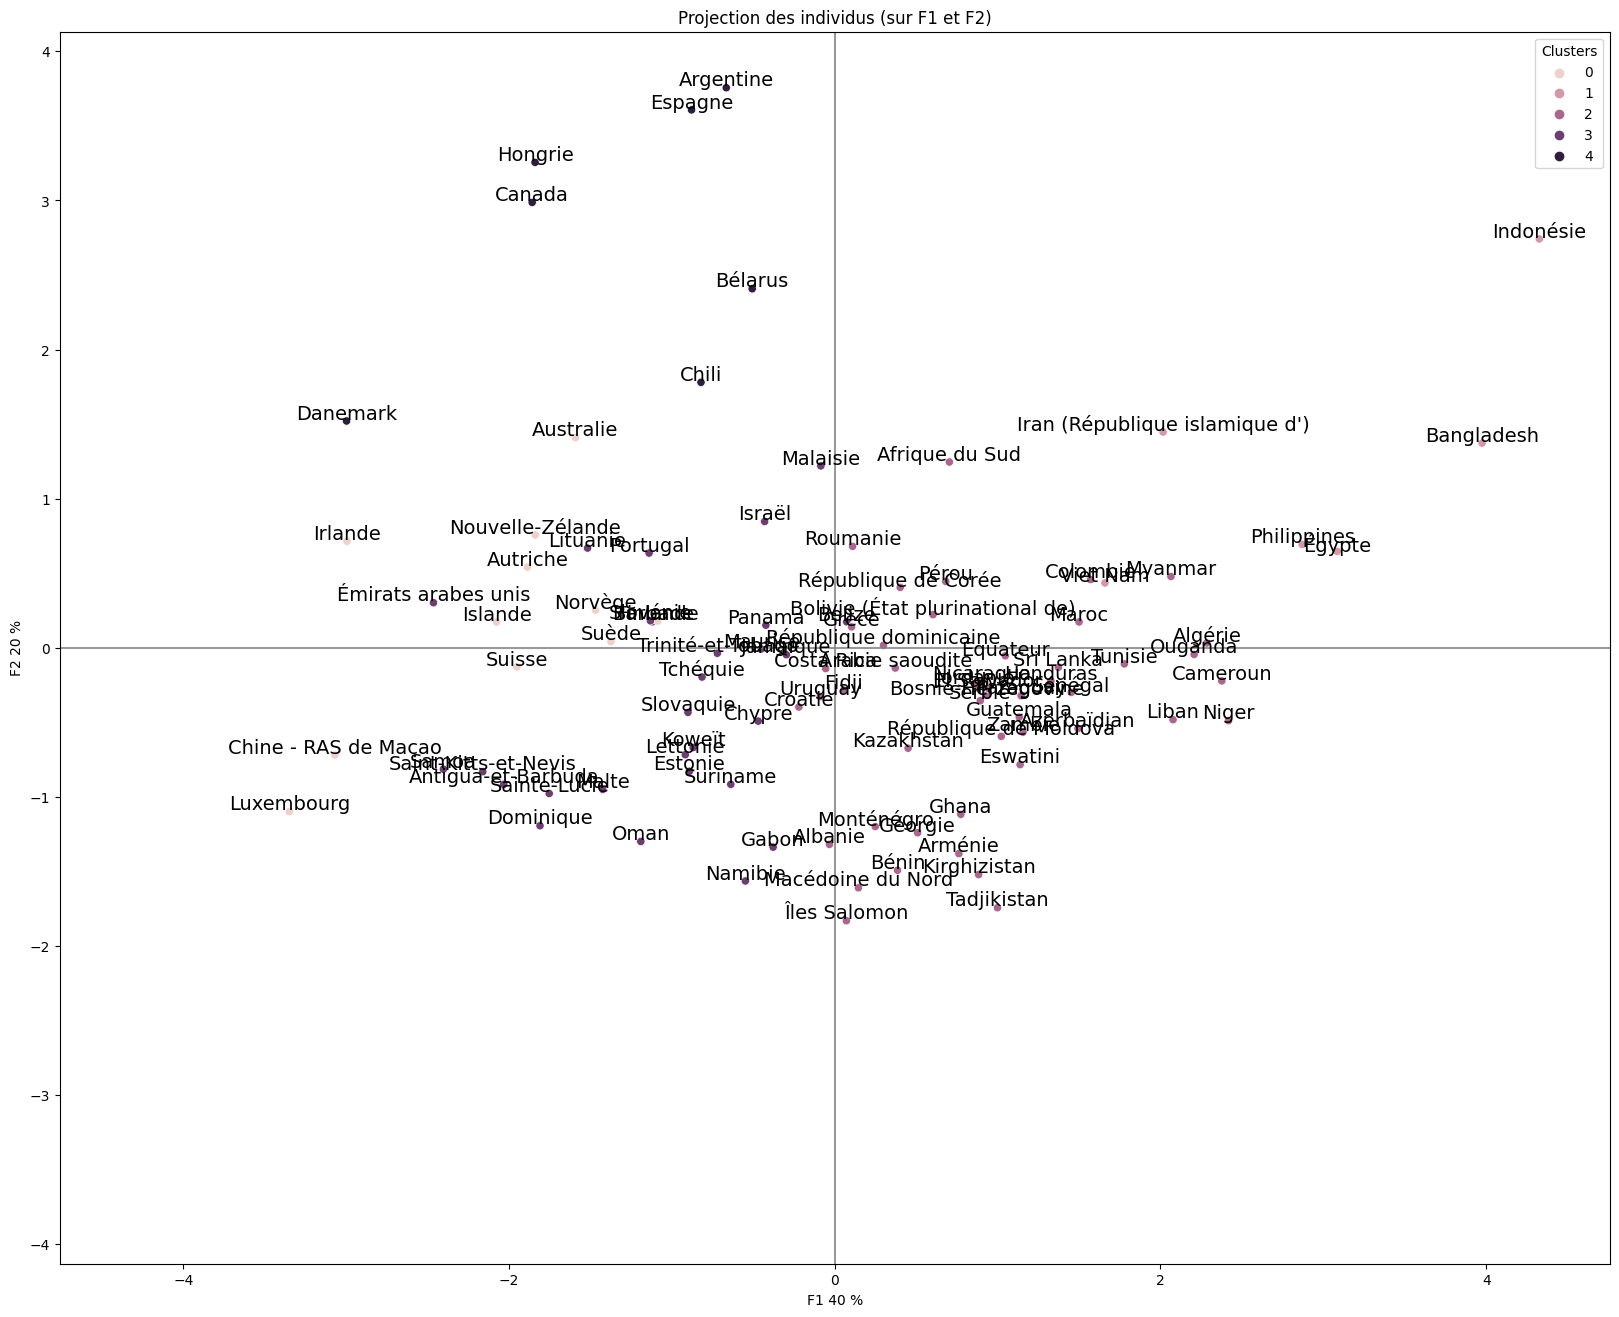 Projection des individus (sur F1 et F2)
Clusters
0
1
2
3
4
Argentine
Espagne
Hongrie
Canada
Indonésie
Bélarus
Chili
Danemark
Australie
Iran (République islamique d')
Bangladesh
Malaisie
Afrique du Sud
Israël
Irlande
Nouvelle-Zélande
Lituanie
Portugal
Roumanie
Philippines
Égypte
Autriche
Pérou
Colombie
Viet Nam
Myanmar
République de Corée
Émirats arabes unis
Norvège
Islande
Panama
Bolivie (État plurinational de)
Belize
Grèce
Maroc
Suède
Trinité-et-Tobago
République dominicaine
Équateur
Algérie
Ouganda
Suisse
Tchéquie
Costa Rica
Arabie saoudite
Sri Lanka
Tunisie
Cameroun
Fidji
Uruguay
Nicaragua
Honduras
Sénégal
Serbie
Croatie
Slovaquie
Chypre
Guatemala
Azerbaïdjan
Liban
Niger
Zambie
République de Moldova
Koweït
Lettonie
Kazakhstan
Chine - RAS de Macao
Estonie
Eswatini
Samoa
Saint-Kitts-et-Nevis
Antigua-et-Barbuda
Sainte-Lucie
Malte
Suriname
Luxembourg
Dominique
Ghana
Monténégro
Géorgie
Oman
Gabon
Albanie
Arménie
Namibie
Bénin
Kirghizistan
Macédoine du Nord
Tadjikistan
Îles Salomon
4
3
2
1
0
−1
−2
−3
−4
F2 20 %
−4
−2
0
2
4
F1 40 %